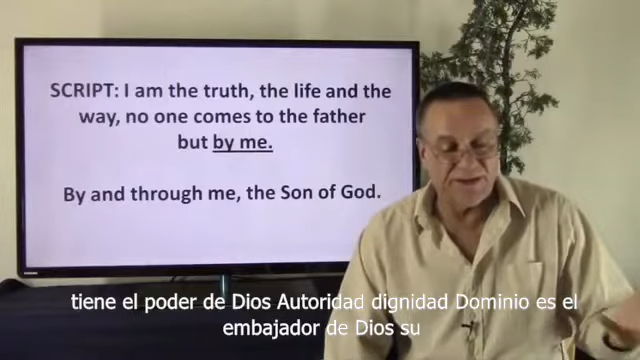 SCRIPT: I am the truth, the life and the
way, no one comes to the father
but by me.
By and through me, the Son of God.
tiene el poder de Dios Autoridad dignidad Dominio es el
embajador de Dios su